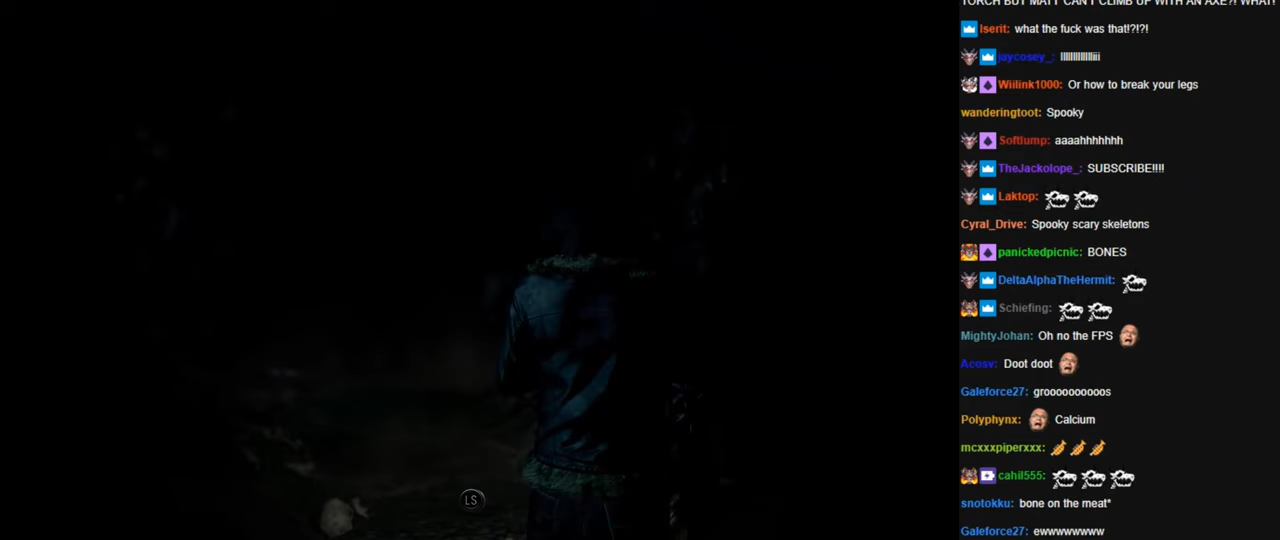 TORCH BUT MATT CAN'T CLIMB UP WITH AN AXE?! WHAT!
Iserit: what the fuck was that!?!?!
jaycosey_: IIIIIIIIIIIIIiiii
Wiilink1000: Or how to break your legs
wanderingtoot: Spooky
Softlump: aaaahhhhhhh
TheJackolope_: SUBSCRIBE!!!!
Laktop:
Cyral_Drive: Spooky scary skeletons
panickedpicnic: BONES
DeltaAlphaTheHermit:
Schiefing:
MightyJohan: Oh no the FPS
Acosv: Doot doot
Galeforce27: groooooooooos
Polyphynx: Calcium
mcxxxpiperxxx:
cahil555:
snotokku: bone on the meat*
Galeforce27: ewwwwwwww
LS